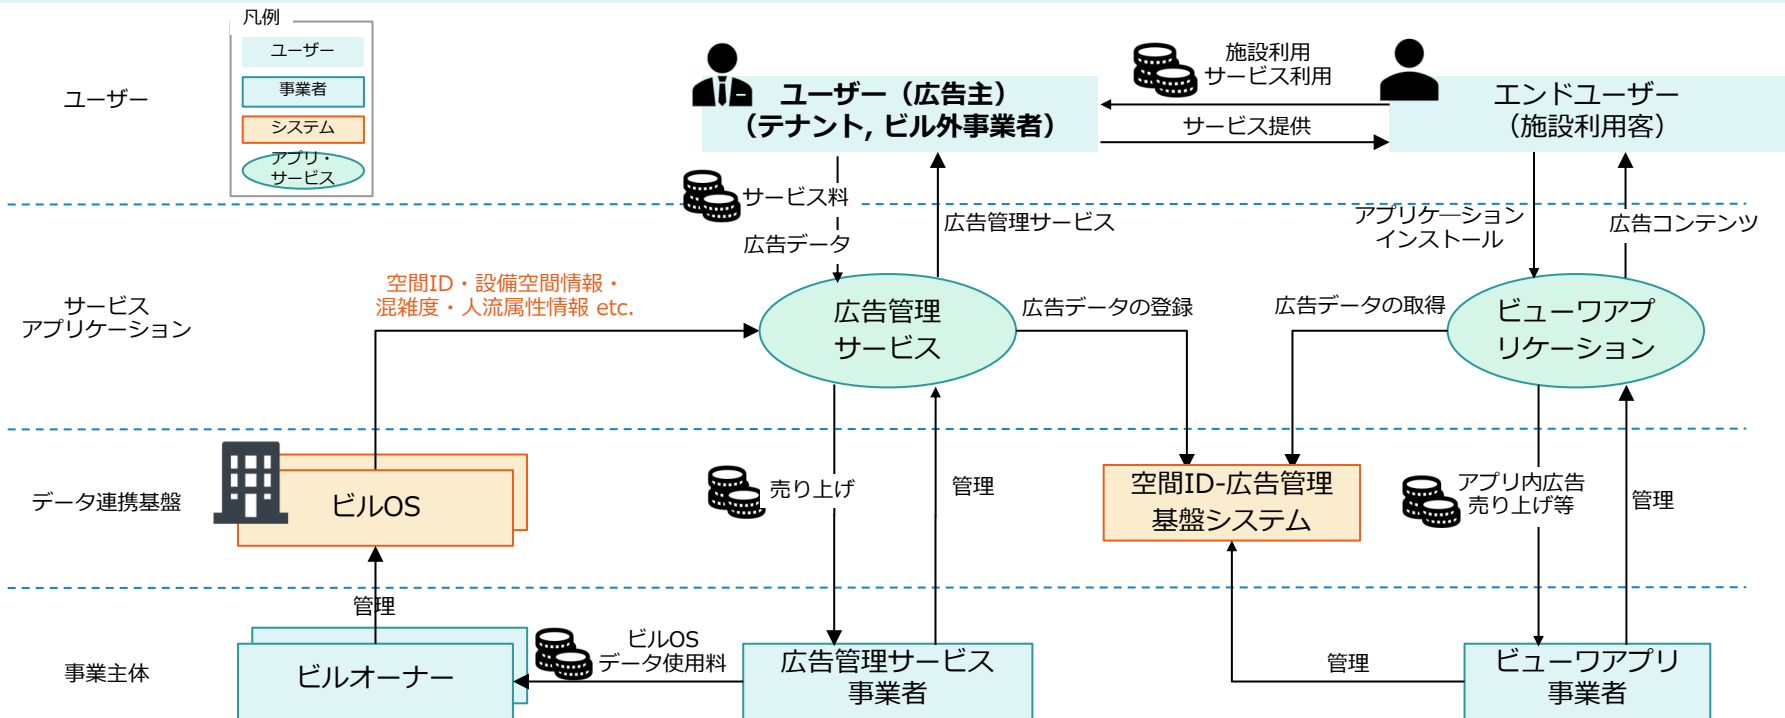 凡例
ユーザー
事業者
システム
アプリ・
サービス
ユーザー
ユーザー（広告主）
（テナント, ビル外事業者）
施設利用
サービス利用
サービス提供
エンドユーザー
（施設利用客）
サービス料
広告データ
広告管理サービス
アプリケーション
インストール
広告コンテンツ
サービス
アプリケーション
空間ID・設備空間情報・
混雑度・人流属性情報 etc.
広告管理
サービス
広告データの登録
広告データの取得
ビューワアプ
リケーション
データ連携基盤
ビルOS
売り上げ
管理
空間ID-広告管理
基盤システム
アプリ内広告
売り上げ等
管理
管理
事業主体
ビルオーナー
ビルOS
データ使用料
広告管理サービス
事業者
管理
ビューワアプリ
事業者